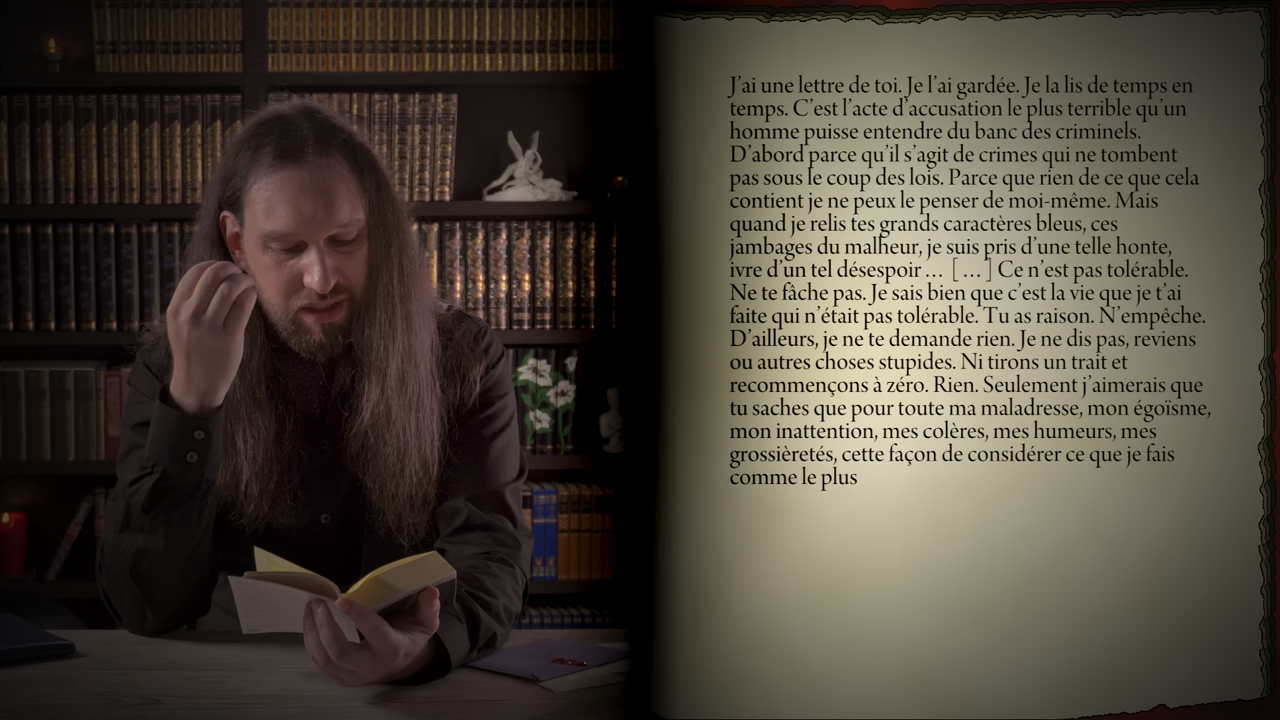 J’ai une lettre de toi. Je l’ai gardée. Je la lis de temps en
temps. C’est l’acte d’accusation le plus terrible qu’un
homme puisse entendre du banc des criminels.
D’abord parce qu’il s’agit de crimes qui ne tombent
pas sous le coup des lois. Parce que rien de ce que cela
contient je ne peux le penser de moi-même. Mais
quand je relis tes grands caractères bleus, ces
jambages du malheur, je suis pris d’une telle honte,
ivre d’un tel désespoir… […] Ce n’est pas tolérable.
Ne te fâche pas. Je sais bien que c’est la vie que je t’ai
faite qui n’était pas tolérable. Tu as raison. N’empêche.
D’ailleurs, je ne te demande rien. Je ne dis pas, reviens
ou autres choses stupides. Ni tirons un trait et
recommençons à zéro. Rien. Seulement j’aimerais que
tu saches que pour toute ma maladresse, mon égoïsme,
mon inattention, mes colères, mes humeurs, mes
grossièretés, cette façon de considérer ce que je fais
comme le plus